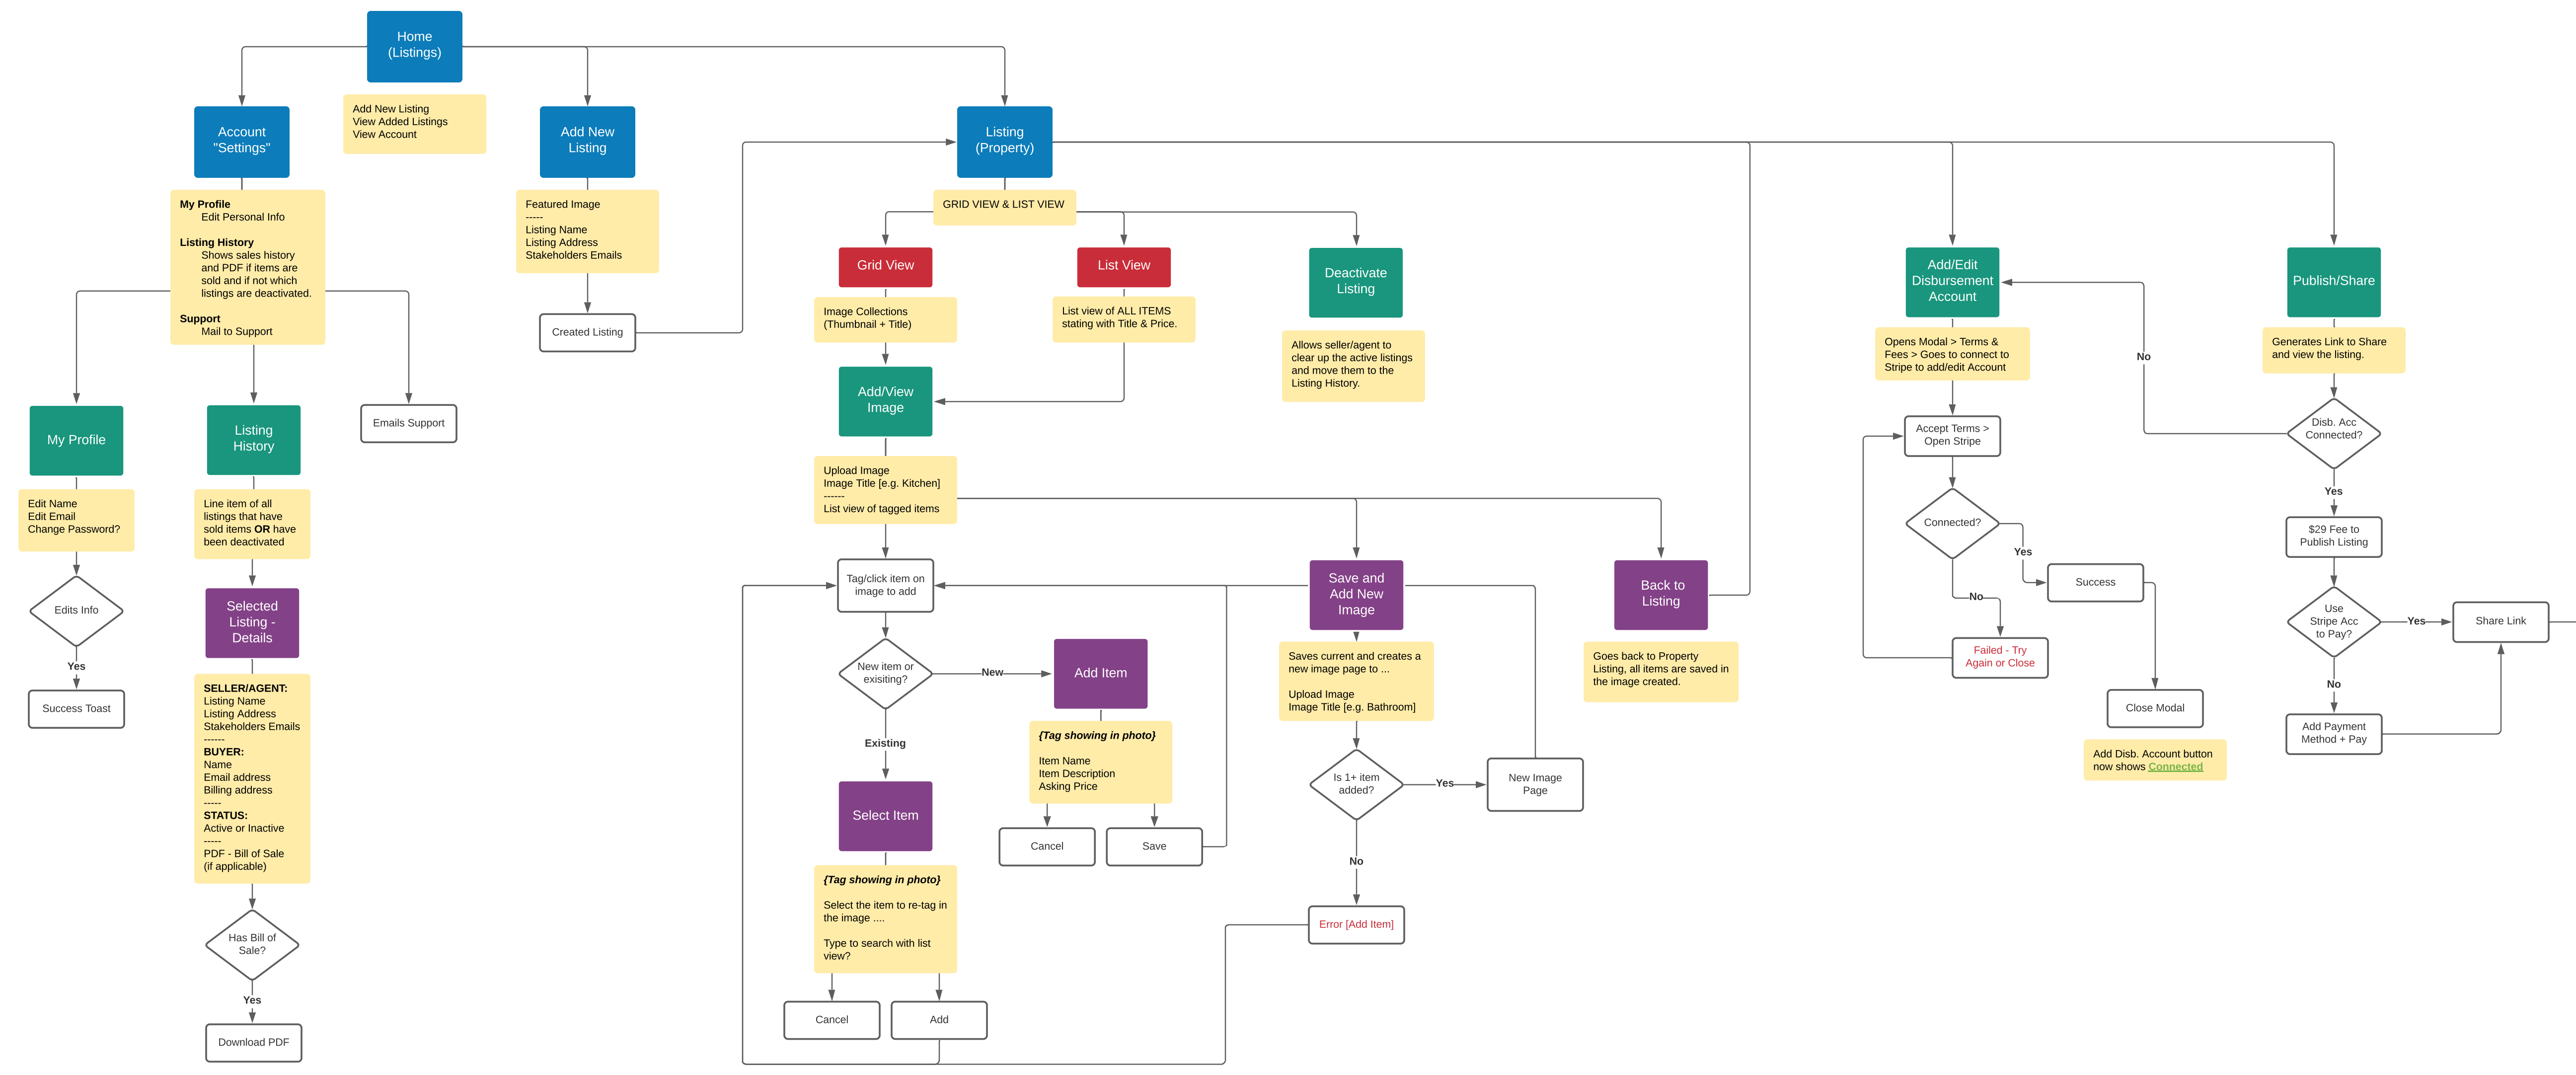 Home
(Listings)
Add New Listing
View Added Listings
View Account
Account
"Settings"
My Profile
Edit Personal Info
Listing History
Shows sales history
and PDF if items are
sold and if not which
listings are deactivated.
Support
Mail to Support
My Profile
Edit Name
Edit Email
Change Password?
Edits Info
Yes
Success Toast
Listing
History
Line item of all
listings that have
sold items OR have
been deactivated
Selected
Listing -
Details
SELLER/AGENT:
Listing Name
Listing Address
Stakeholders Emails
------
BUYER:
Name
Email address
Billing address
-----
STATUS:
Active or Inactive
-----
PDF - Bill of Sale
(if applicable)
Has Bill of
Sale?
Yes
Download PDF
Emails Support
Add New
Listing
Featured Image
-----
Listing Name
Listing Address
Stakeholders Emails
Created Listing
Listing
(Property)
GRID VIEW & LIST VIEW
Grid View
Image Collections
(Thumbnail + Title)
List View
List view of ALL ITEMS
stating with Title & Price.
Deactivate
Listing
Allows seller/agent to
clear up the active listings
and move them to the
Listing History.
Add/View
Image
Upload Image
Image Title [e.g. Kitchen]
------
List view of tagged items
Tag/click item on
image to add
New item or
exisiting?
New
Existing
Add Item
{Tag showing in photo}
Item Name
Item Description
Asking Price
Cancel
Save
Select Item
{Tag showing in photo}
Select the item to re-tag in
the image ....
Type to search with list
view?
Cancel
Add
Save and
Add New
Image
Saves current and creates a
new image page to ...
Upload Image
Image Title [e.g. Bathroom]
Is 1+ item
added?
Yes
New Image
Page
No
Error [Add Item]
Back to
Listing
Goes back to Property
Listing, all items are saved in
the image created.
Add/Edit
Disbursement
Account
Opens Modal > Terms &
Fees > Goes to connect to
Stripe to add/edit Account
Accept Terms >
Open Stripe
Connected?
Yes
Success
No
Failed - Try
Again or Close
Close Modal
Add Disb. Account button
now shows Connected
Publish/Share
Generates Link to Share
and view the listing.
Disb. Acc
Connected?
No
Yes
$29 Fee to
Publish Listing
Use
Stripe Acc
to Pay?
Yes
Share Link
No
Add Payment
Method + Pay